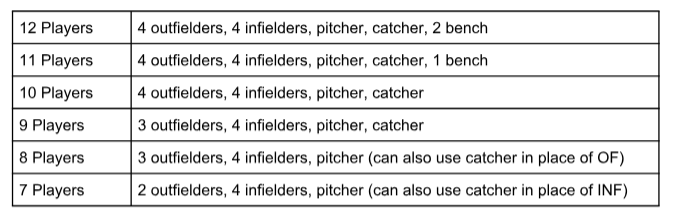 12 Players 4 outfielders, 4 infielders, pitcher, catcher, 2 bench
11 Players 4 outfielders, 4 infielders, pitcher, catcher, 1 bench
10 Players 4 outfielders, 4 infielders, pitcher, catcher
9 Players 3 outfielders, 4 infielders, pitcher, catcher
8 Players 3 outfielders, 4 infielders, pitcher (can also use catcher in place of OF)
7 Players 2 outfielders, 4 infielders, pitcher (can also use catcher in place of INF)